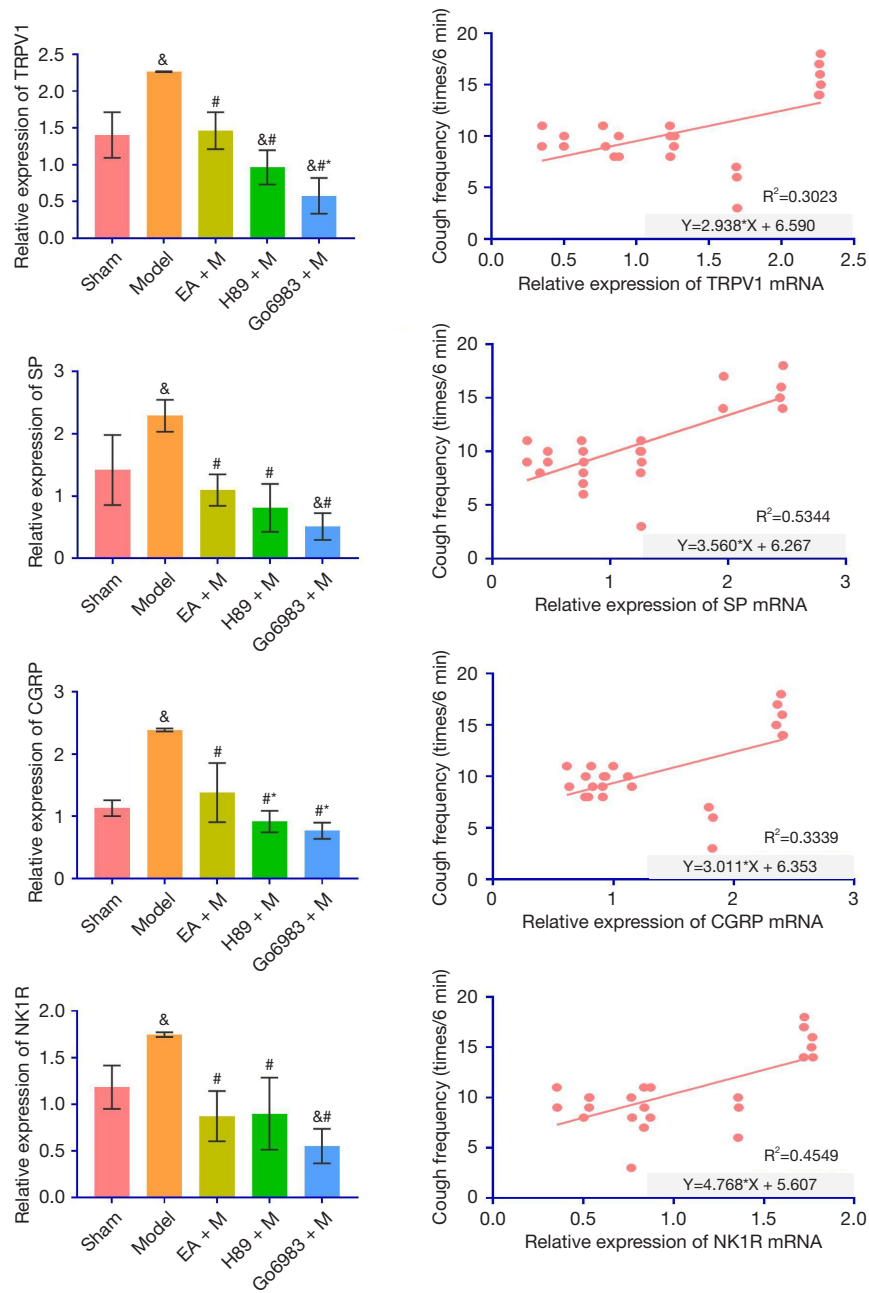 Relative expression of TRPV1
2.5
2.0
1.5
1.0
0.5
0.0
&
#
&#
&#*
Sham
Model
EA + M
H89 + M
Go6983 + M
Cough frequency (times/6 min)
20
15
10
5
0
R²=0.3023
Y=2.938*X + 6.590
0.0 0.5 1.0 1.5 2.0 2.5
Relative expression of TRPV1 mRNA
Relative expression of SP
3
2
1
0
&
#
#
&#
Sham
Model
EA + M
H89 + M
Go6983 + M
Cough frequency (times/6 min)
20
15
10
5
0
R²=0.5344
Y=3.560*X + 6.267
0 1 2 3
Relative expression of SP mRNA
Relative expression of CGRP
3
2
1
0
&
#
#*
#*
Sham
Model
EA + M
H89 + M
Go6983 + M
Cough frequency (times/6 min)
20
15
10
5
0
R²=0.3339
Y=3.011*X + 6.353
1 2 3
Relative expression of CGRP mRNA
Relative expression of NK1R
2.0
1.5
1.0
0.5
0.0
&
#
#
&#
Sham
Model
EA + M
H89 + M
Go6983 + M
Cough frequency (times/6 min)
20
15
10
5
0
R²=0.4549
Y=4.768*X + 5.607
0.0 0.5 1.0 1.5 2.0
Relative expression of NK1R mRNA